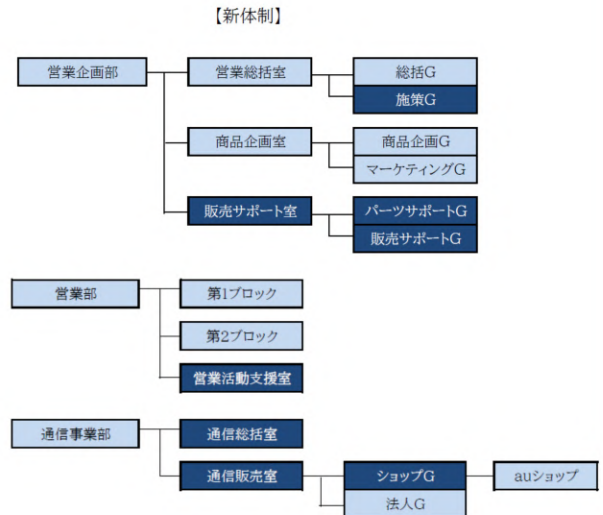 【新体制】
営業企画部
営業総括室
総括G
施策G
商品企画室
商品企画G
マーケティングG
販売サポート室
パーツサポートG
販売サポートG
営業部
第1ブロック
第2ブロック
営業活動支援室
通信事業部
通信総括室
通信販売室
ショップG
auショップ
法人G